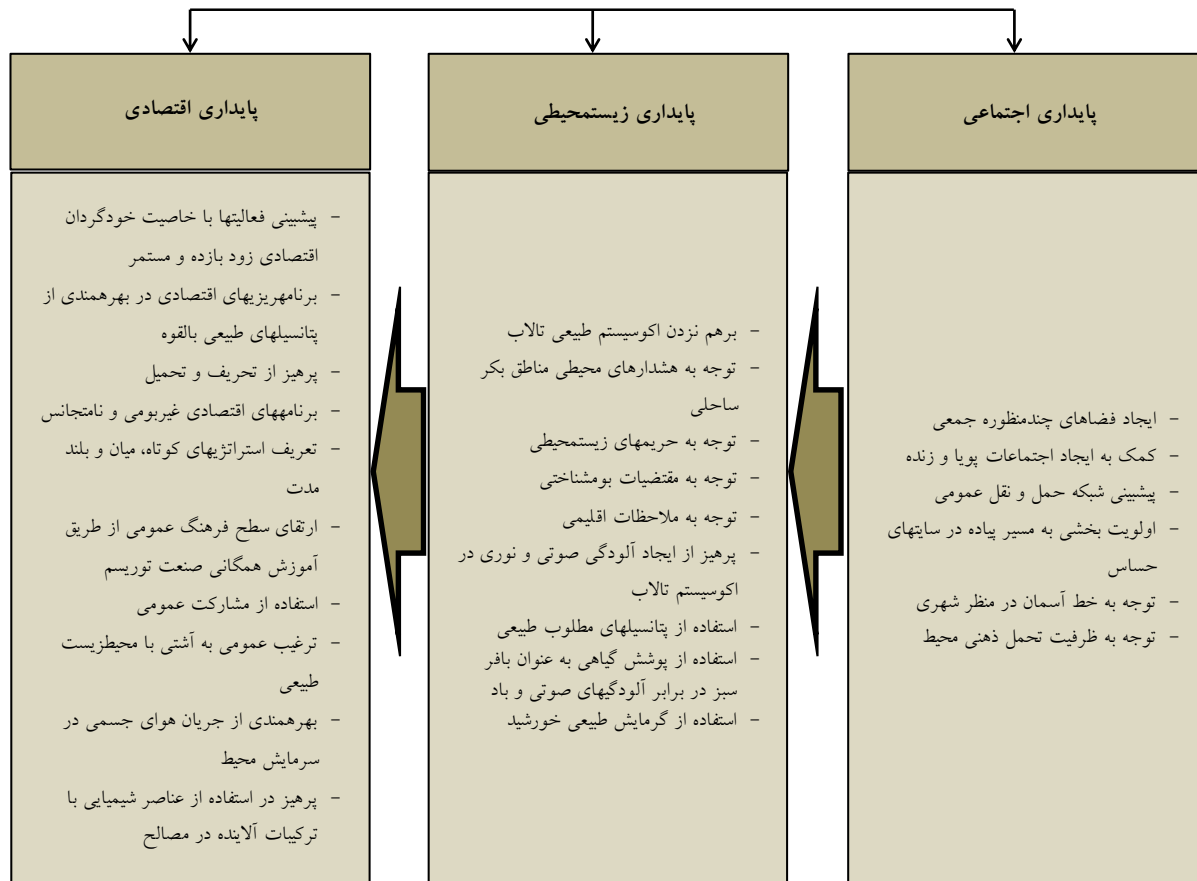 پایداری اجتماعی
- ایجاد فضاهای چندمنظوره جمعی
- کمک به ایجاد اجتماعات پویا و زنده
- پیشبینی شبکه حمل و نقل عمومی
- اولویت بخشی به مسیر پیاده در سایتهای
حساس
- توجه به خط آسمان در منظر شهری
- توجه به ظرفیت تحمل ذهنی محیط
پایداری زیستمحیطی
- برهم نزدن اکوسیستم طبیعی تالاب
- توجه به هشدارهای محیطی مناطق بکر
ساحلی
- توجه به حریمهای زیستمحیطی
- توجه به مقتضیات بومشناختی
- توجه به ملاحظات اقلیمی
- پرهیز از ایجاد آلودگی صوتی و نوری در
اکوسیستم تالاب
- استفاده از پتانسیلهای مطلوب طبیعی
- استفاده از پوشش گیاهی به عنوان بافر
سبز در برابر آلودگیهای صوتی و باد
- استفاده از گرمایش طبیعی خورشید
پایداری اقتصادی
- پیشبینی فعالیتها با خاصیت خودگردان
اقتصادی زود بازده و مستمر
- برنامهریزیهای اقتصادی در بهرهمندی از
پتانسیلهای طبیعی بالقوه
- پرهیز از تحریف و تحمیل
- برنامههای اقتصادی غیربومی و نامتجانس
- تعریف استراتژیهای کوتاه، میان و بلند
مدت
- ارتقای سطح فرهنگ عمومی از طریق
آموزش همگانی صنعت توریسم
- استفاده از مشارکت عمومی
- ترغیب عمومی به آشتی با محیطزیست
طبیعی
- بهرهمندی از جریان هوای جسمی در
سرمایش محیط
- پرهیز در استفاده از عناصر شیمیایی با
ترکیبات آلاینده در مصالح